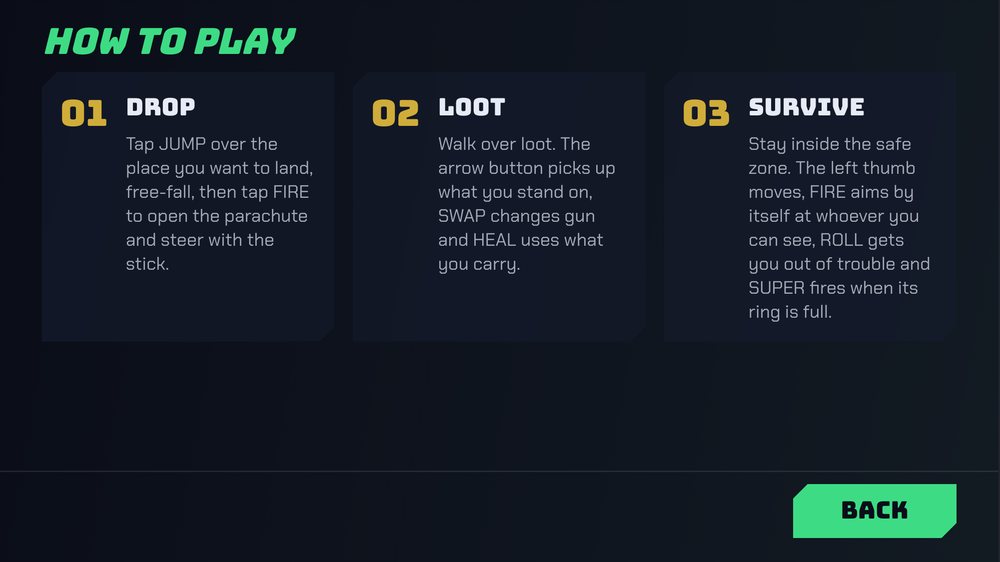 HOW TO PLAY
01
DROP
Tap JUMP over the
place you want to land,
free-fall, then tap FIRE
to open the parachute
and steer with the
stick.
02
LOOT
Walk over loot. The
arrow button picks up
what you stand on,
SWAP changes gun
and HEAL uses what
you carry.
03
SURVIVE
Stay inside the safe
zone. The left thumb
moves, FIRE aims by
itself at whoever you
can see, ROLL gets
you out of trouble and
SUPER fires when its
ring is full.
BACK